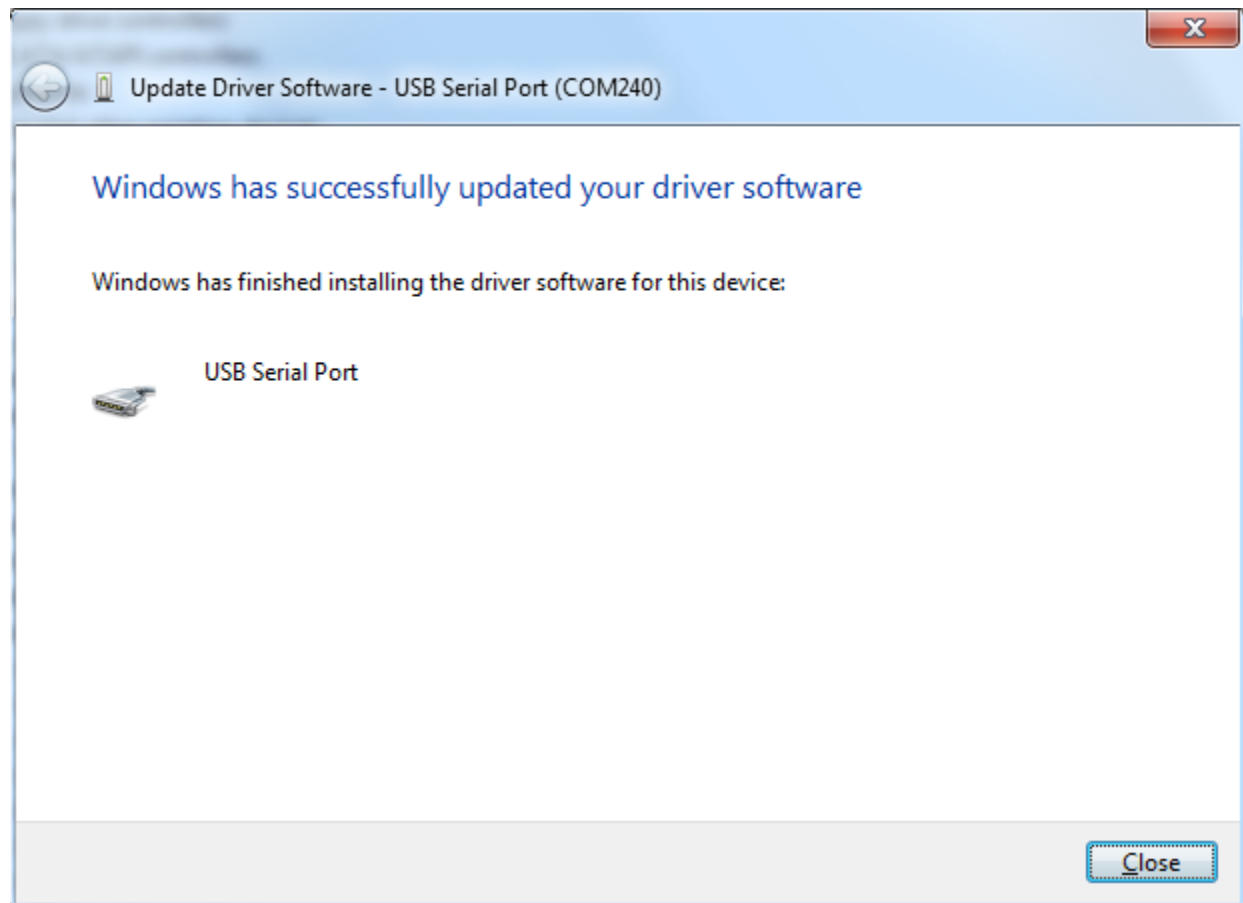 Update Driver Software - USB Serial Port (COM240)
Windows has successfully updated your driver software
Windows has finished installing the driver software for this device:
USB Serial Port
Close